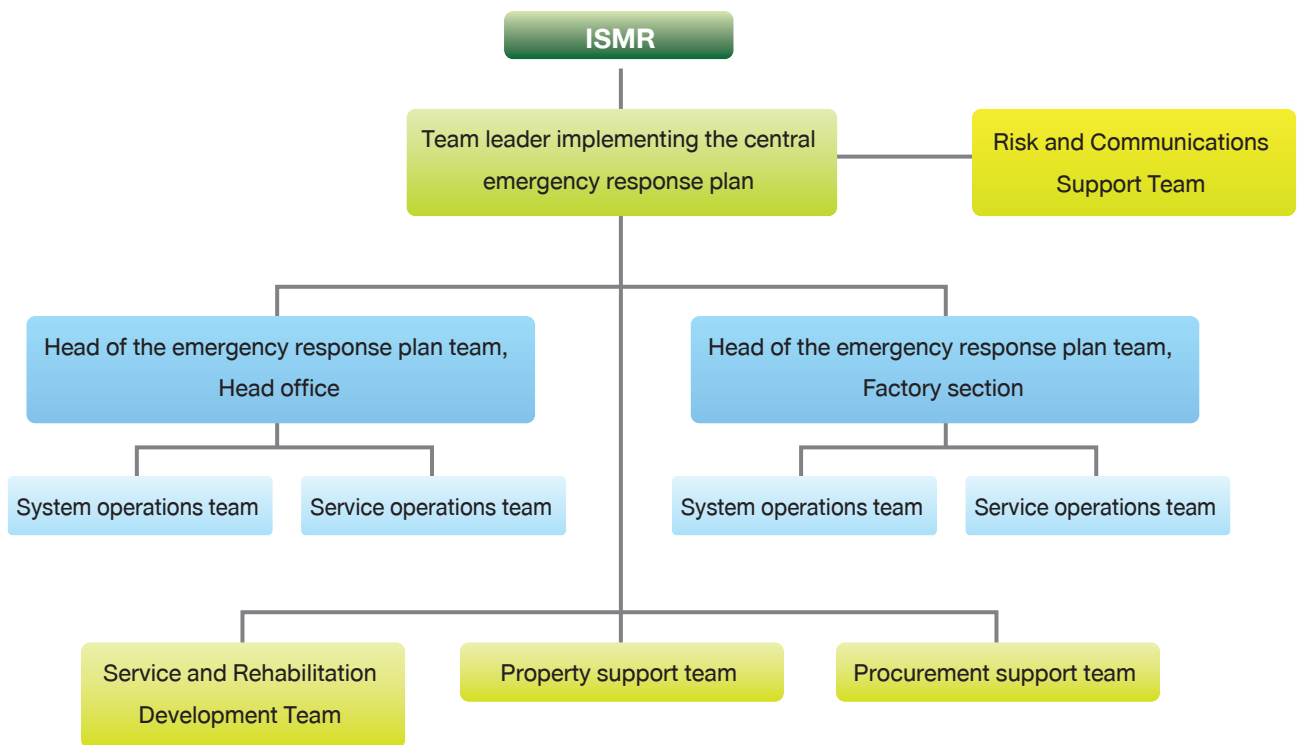 ISMR
Team leader implementing the central
emergency response plan
Risk and Communications
Support Team
Head of the emergency response plan team,
Head office
Head of the emergency response plan team,
Factory section
System operations team
Service operations team
System operations team
Service operations team
Service and Rehabilitation
Development Team
Property support team
Procurement support team